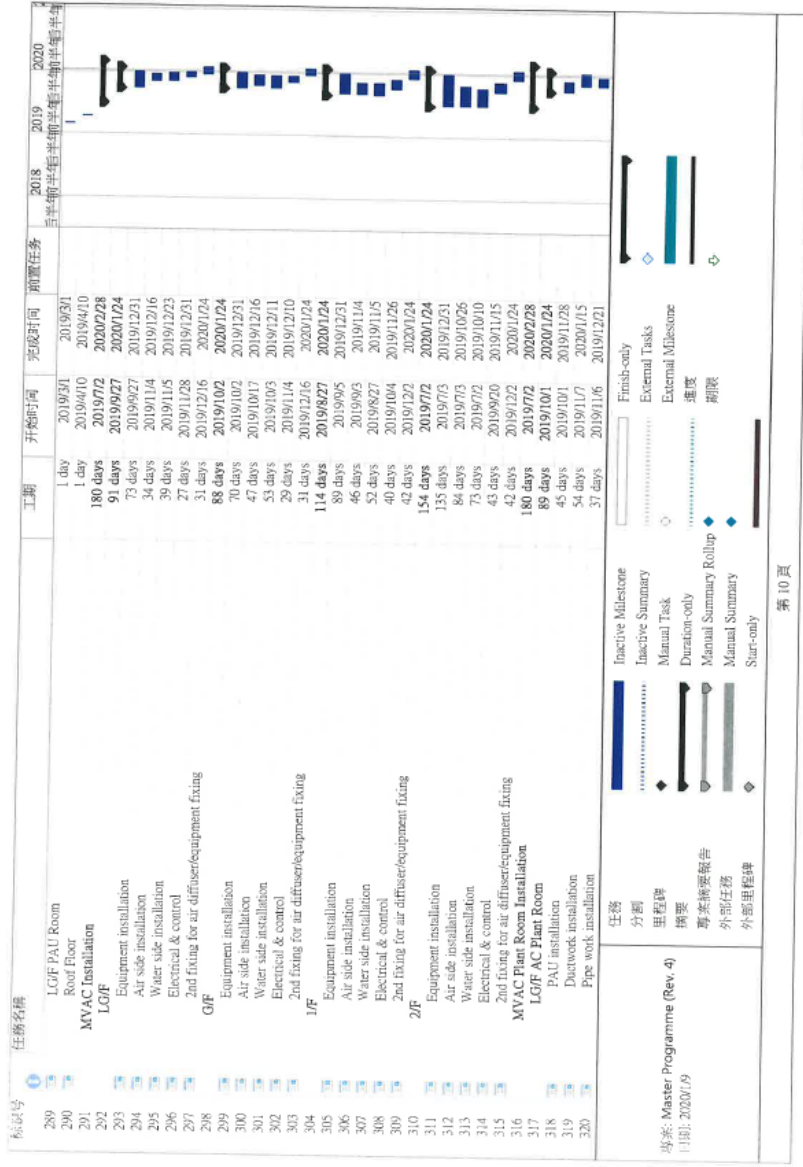 标识号 任務名稱 工期 开始时间 完成时间 前置任务 2018 2019 2020
后半年 前半年 后半年 前半年 后半年 前半年 后半年
289 LG/F PAU Room 1 day 2019/3/1 2019/3/1
290 Roof Floor 1 day 2019/4/10 2019/4/10
291 MVAC Installation 180 days 2019/7/2 2020/2/28
292 LG/F 91 days 2019/9/27 2020/1/24
293 Equipment installation 73 days 2019/9/27 2019/12/31
294 Air side installation 34 days 2019/11/4 2019/12/16
295 Water side installation 39 days 2019/11/5 2019/12/23
296 Electrical & control 27 days 2019/11/28 2019/12/31
297 2nd fixing for air diffuser/equipment fixing 31 days 2019/12/16 2020/1/24
298 G/F 88 days 2019/10/2 2020/1/24
299 Equipment installation 70 days 2019/10/2 2019/12/31
300 Air side installation 47 days 2019/10/17 2019/12/16
301 Water side installation 53 days 2019/10/3 2019/12/11
302 Electrical & control 29 days 2019/11/4 2019/12/10
303 2nd fixing for air diffuser/equipment fixing 31 days 2019/12/16 2020/1/24
304 1/F 114 days 2019/8/27 2020/1/24
305 Equipment installation 89 days 2019/9/5 2019/12/31
306 Air side installation 46 days 2019/9/3 2019/11/4
307 Water side installation 52 days 2019/8/27 2019/11/5
308 Electrical & control 40 days 2019/10/4 2019/11/26
309 2nd fixing for air diffuser/equipment fixing 42 days 2019/12/2 2020/1/24
310 2/F 154 days 2019/7/2 2020/1/24
311 Equipment installation 135 days 2019/7/3 2019/12/31
312 Air side installation 84 days 2019/7/3 2019/10/26
313 Water side installation 73 days 2019/7/2 2019/10/10
314 Electrical & control 43 days 2019/9/20 2019/11/15
315 2nd fixing for air diffuser/equipment fixing 42 days 2019/12/2 2020/1/24
316 MVAC Plant Room Installation 180 days 2019/7/2 2020/2/28
317 LG/F AC Plant Room 89 days 2019/10/1 2020/1/24
318 PAU installation 45 days 2019/10/1 2019/11/28
319 Ductwork installation 54 days 2019/11/7 2020/1/15
320 Pipe work installation 37 days 2019/11/6 2019/12/21
專案: Master Programme (Rev. 4)
日期: 2020/1/9
任務 Inactive Milestone Finish-only
分割 Inactive Summary External Tasks
里程碑 Manual Task External Milestone
摘要 Duration-only 進度
專案摘要報告 Manual Summary Rollup 期限
外部任務 Manual Summary
外部里程碑 Start-only
第 10 頁